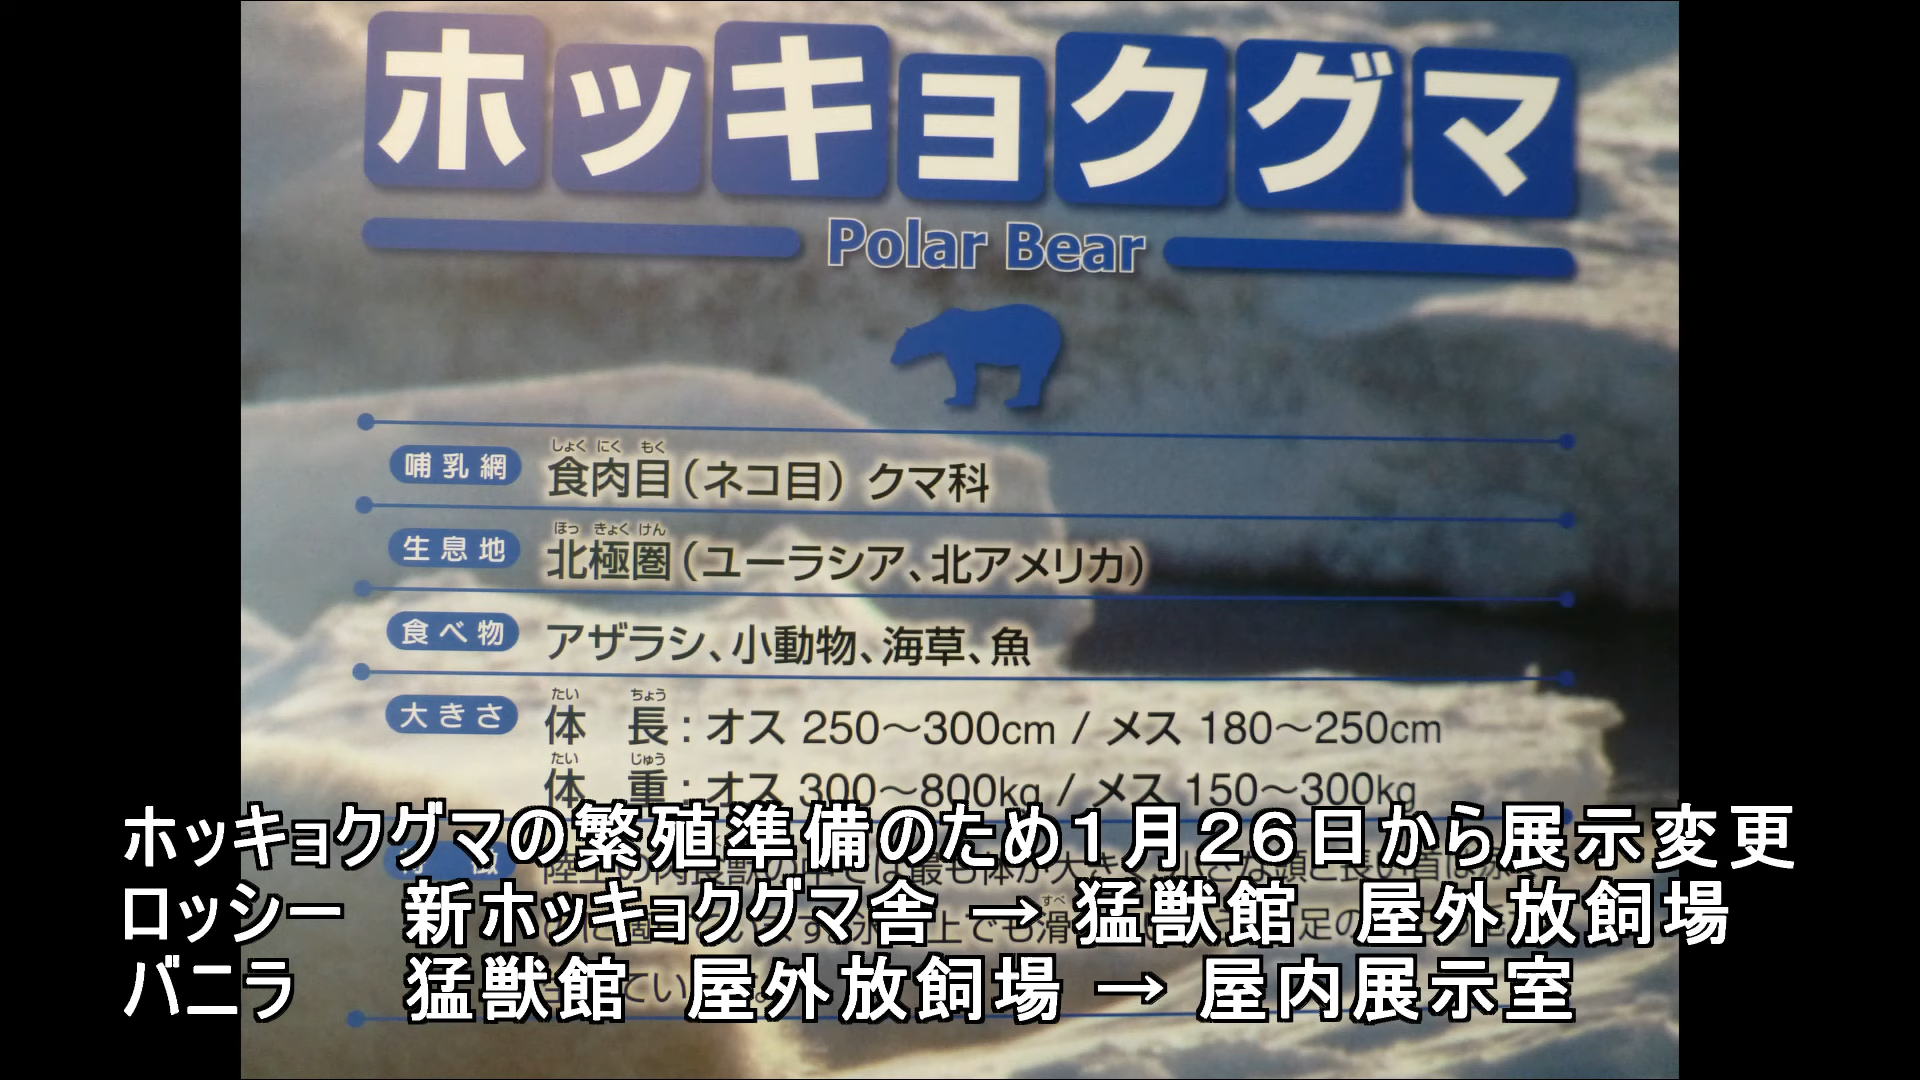 ホッキョクグマ
Polar Bear
しょく にく もく
哺乳網 食肉目(ネコ目) クマ科
ほっ きょく けん
生息地 北極圏(ユーラシア、北アメリカ)
食べ物 アザラシ、小動物、海草、魚
たい ちょう
大きさ 体長:オス 250～300cm / メス 180～250cm
たい じゅう
体重:オス 300～800kg / メス 150～300kg
ホッキョクグマの繁殖準備のため1月26日から展示変更
ロッシー 新ホッキョクグマ舎 → 猛獣館 屋外放飼場
バニラ 猛獣館 屋外放飼場 → 屋内展示室